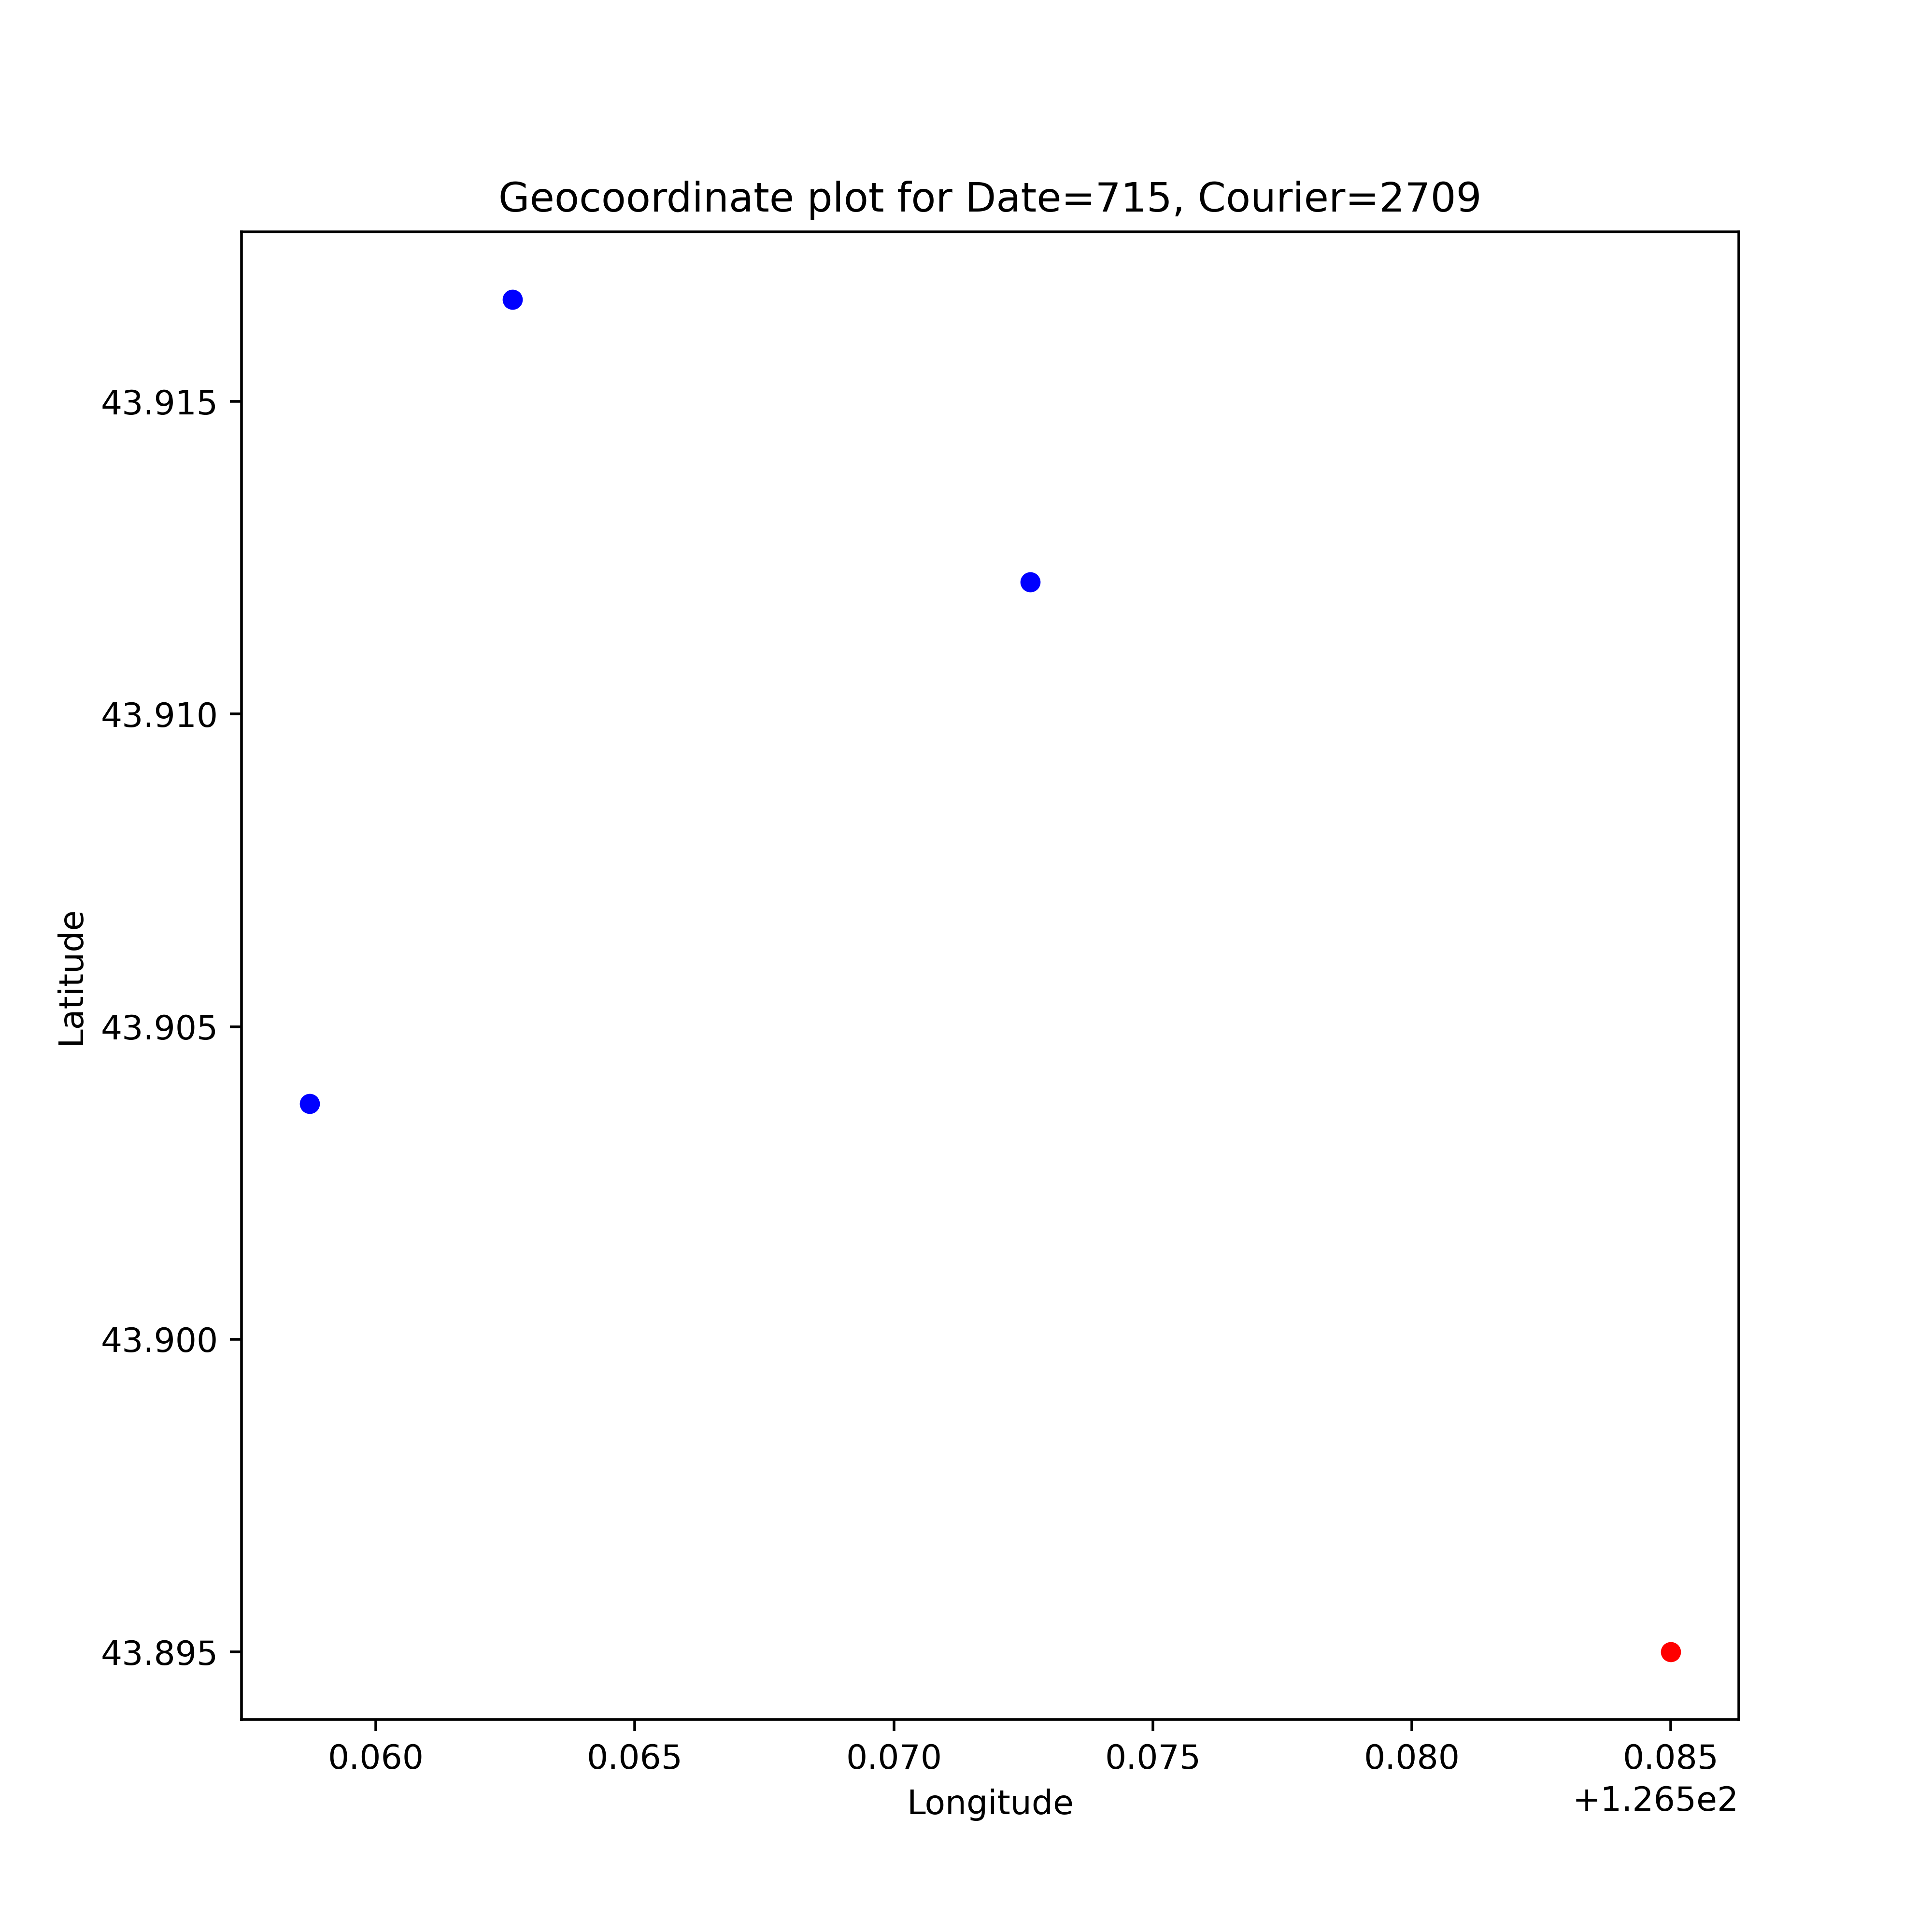 Geocoordinate plot for Date=715, Courier=2709
43.915
43.910
43.905
43.900
43.895
Latitude
0.060 0.065 0.070 0.075 0.080 0.085
+1.265e2
Longitude